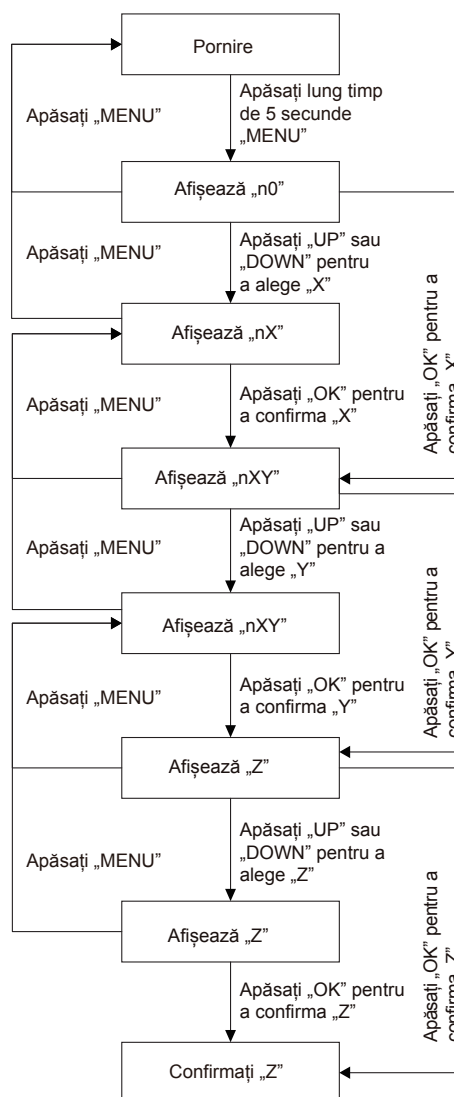 Pornire
Apăsați „MENU”
Apăsați lung timp
de 5 secunde
„MENU”
Afișează „n0”
Apăsați „MENU”
Apăsați „UP” sau
„DOWN” pentru
a alege „X”
Afișează „nX”
Apăsați „OK” pentru a
confirma „X”
Apăsați „MENU”
Apăsați „OK” pentru
a confirma „X”
Afișează „nXY”
Apăsați „MENU”
Apăsați „UP” sau
„DOWN” pentru a
alege „Y”
Afișează „nXY”
Apăsați „OK” pentru a
confirma „Y”
Apăsați „MENU”
Apăsați „OK” pentru
a confirma „Y”
Afișează „Z”
Apăsați „MENU”
Apăsați „UP” sau
„DOWN” pentru a
alege „Z”
Afișează „Z”
Apăsați „OK” pentru a
confirma „Z”
Apăsați „OK” pentru
a confirma „Z”
Confirmați „Z”